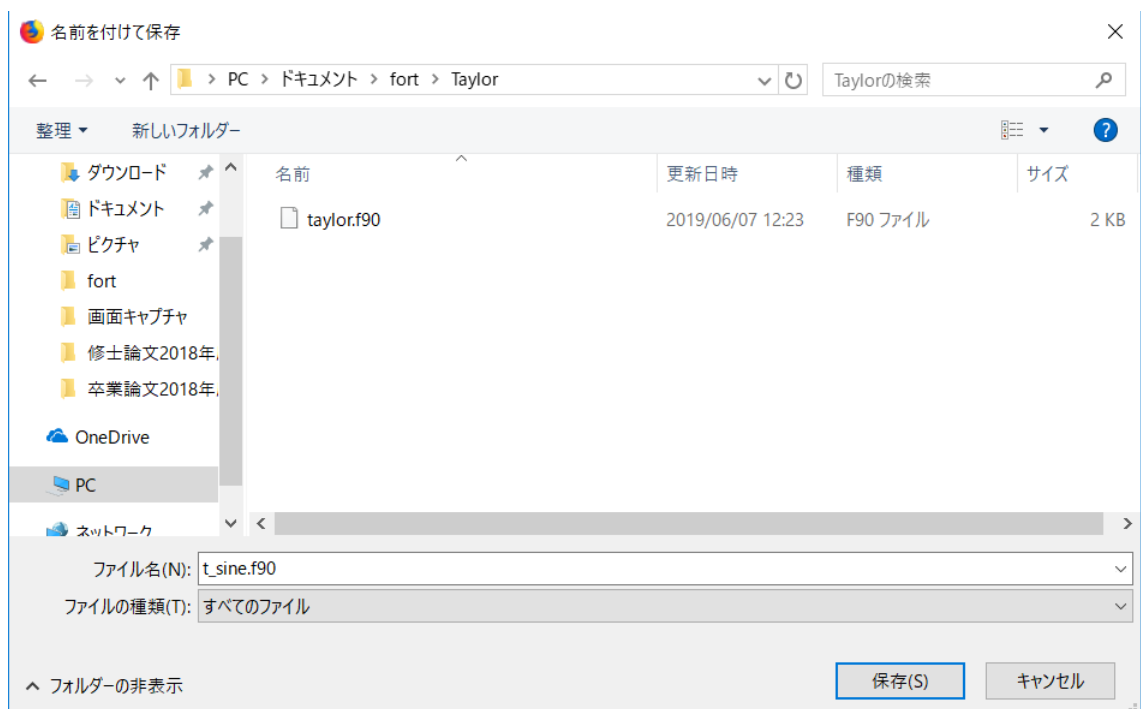 名前を付けて保存
PC > ドキュメント > fort > Taylor
Taylorの検索
整理
新しいフォルダー
?
ダウンロード
ドキュメント
ピクチャ
fort
画面キャプチャ
修士論文2018年
卒業論文2018年
OneDrive
PC
ネットワーク
名前 更新日時 種類 サイズ
taylor.f90 2019/06/07 12:23 F90 ファイル 2 KB
ファイル名(N): t_sine.f90
ファイルの種類(T): すべてのファイル
フォルダーの非表示
保存(S)
キャンセル